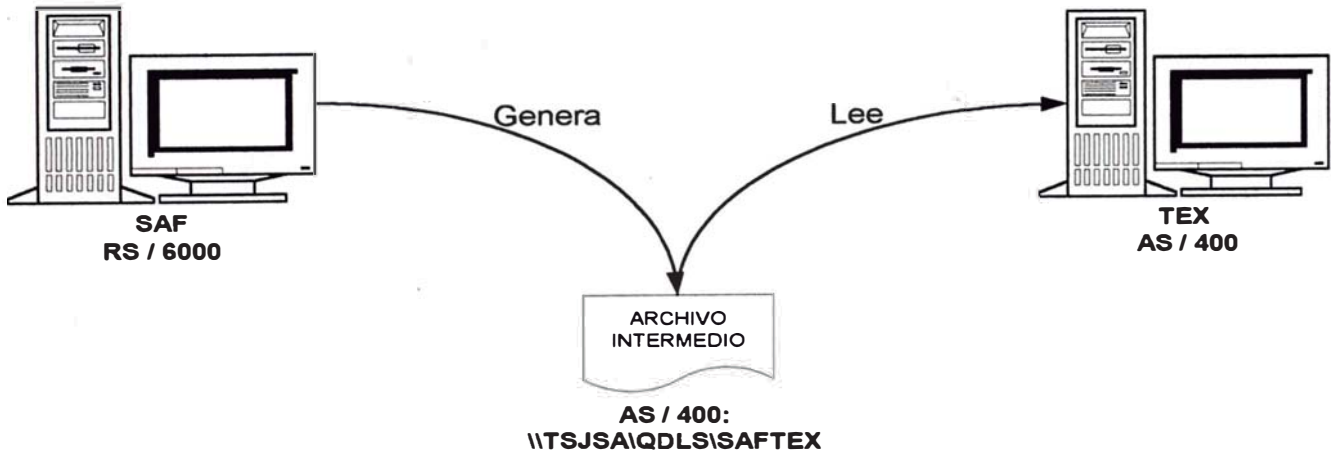 Genera
Lee
SAF
RS / 6000
TEX
AS / 400
ARCHIVO
INTERMEDIO
AS / 400:
\\TSJSA\QDLS\SAFTEX